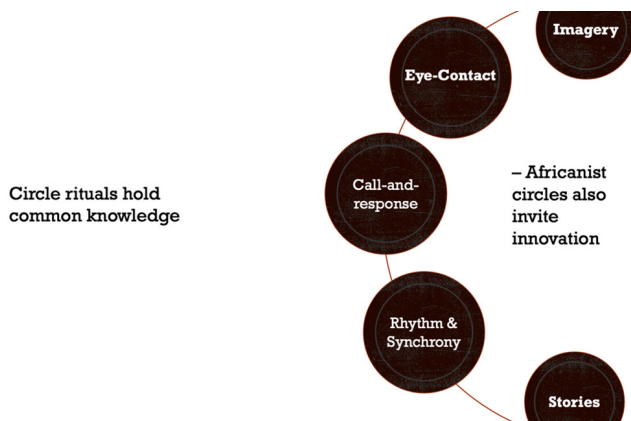 Imagery
Eye-Contact
Call-and-
response
Circle rituals hold
common knowledge
– Africanist
circles also
invite
innovation
Rhythm &
Synchrony
Stories